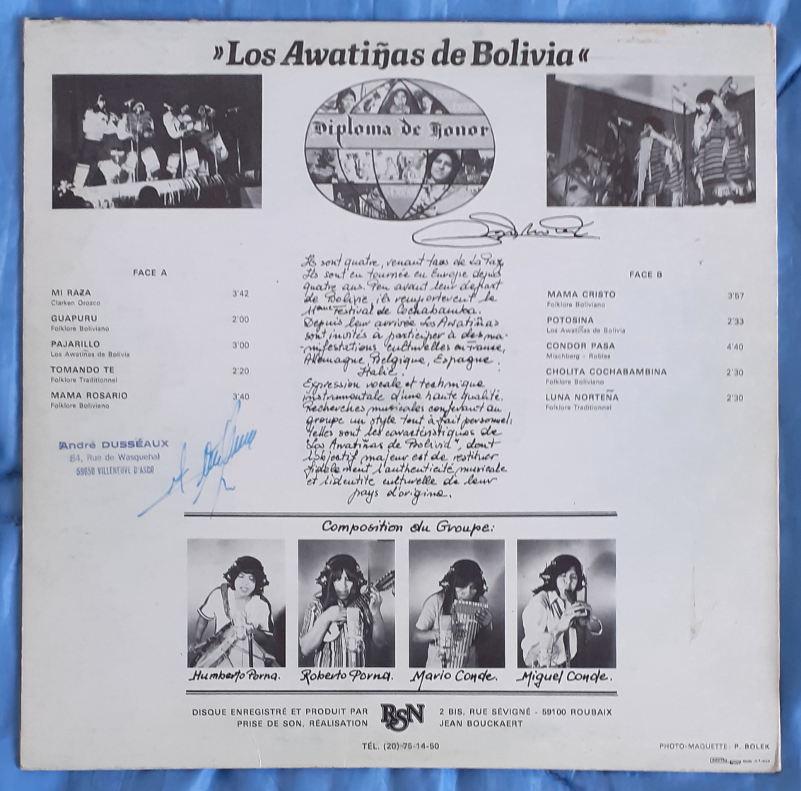 »Los Awatiñas de Bolivia«
Diploma de Honor
FACE A
MI RAZA 3'42
Clarken Orozco
GUAPURU 2'00
Folklore Boliviano
PAJARILLO 3'00
Los Awatiñas de Bolivia
TOMANDO TE 2'20
Folklore Traditionnel
MAMA ROSARIO 3'40
Folklore Boliviano
André DUSSÉAUX
84, Rue de Wasquehal
59650 VILLENEUVE D'ASCQ
Ils sont quatre, venant tous de La Paz.
Ils sont en tournée en Europe depuis
quatre ans. Peu avant leur départ
de Bolivie, ils remportèrent le
Festival de Cochabamba.
Depuis leur arrivée Los Awatiñas
sont invités à participer à des ma-
nifestations culturelles en France,
Allemagne, Belgique, Espagne,
Italie.
Expression vocale et technique
instrumentale d'une haute qualité.
Recherches musicales conférant au
groupe un style tout à fait personnel:
telles sont les caractéristiques de
"Los Awatiñas de Bolivia", dont
l'objectif majeur est de restituer
fidèlement l'authenticité musicale
et l'identité culturelle de leur
pays d'origine.
FACE B
MAMA CRISTO 3'57
Folklore Boliviano
POTOSINA 2'33
Los Awatiñas de Bolivia
CONDOR PASA 4'40
Mischberg - Robles
CHOLITA COCHABAMBINA 2'30
Folklore Boliviano
LUNA NORTEÑA 2'30
Folklore Traditionnel
Composition du Groupe:
Humberto Porna. Roberto Porna. Mario Conde. Miguel Conde.
DISQUE ENREGISTRÉ ET PRODUIT PAR RSN 2 BIS, RUE SÉVIGNÉ - 59100 ROUBAIX
PRISE DE SON, RÉALISATION JEAN BOUCKAERT
TÉL. (20)-75-14-50
PHOTO-MAQUETTE: P. BOLEK